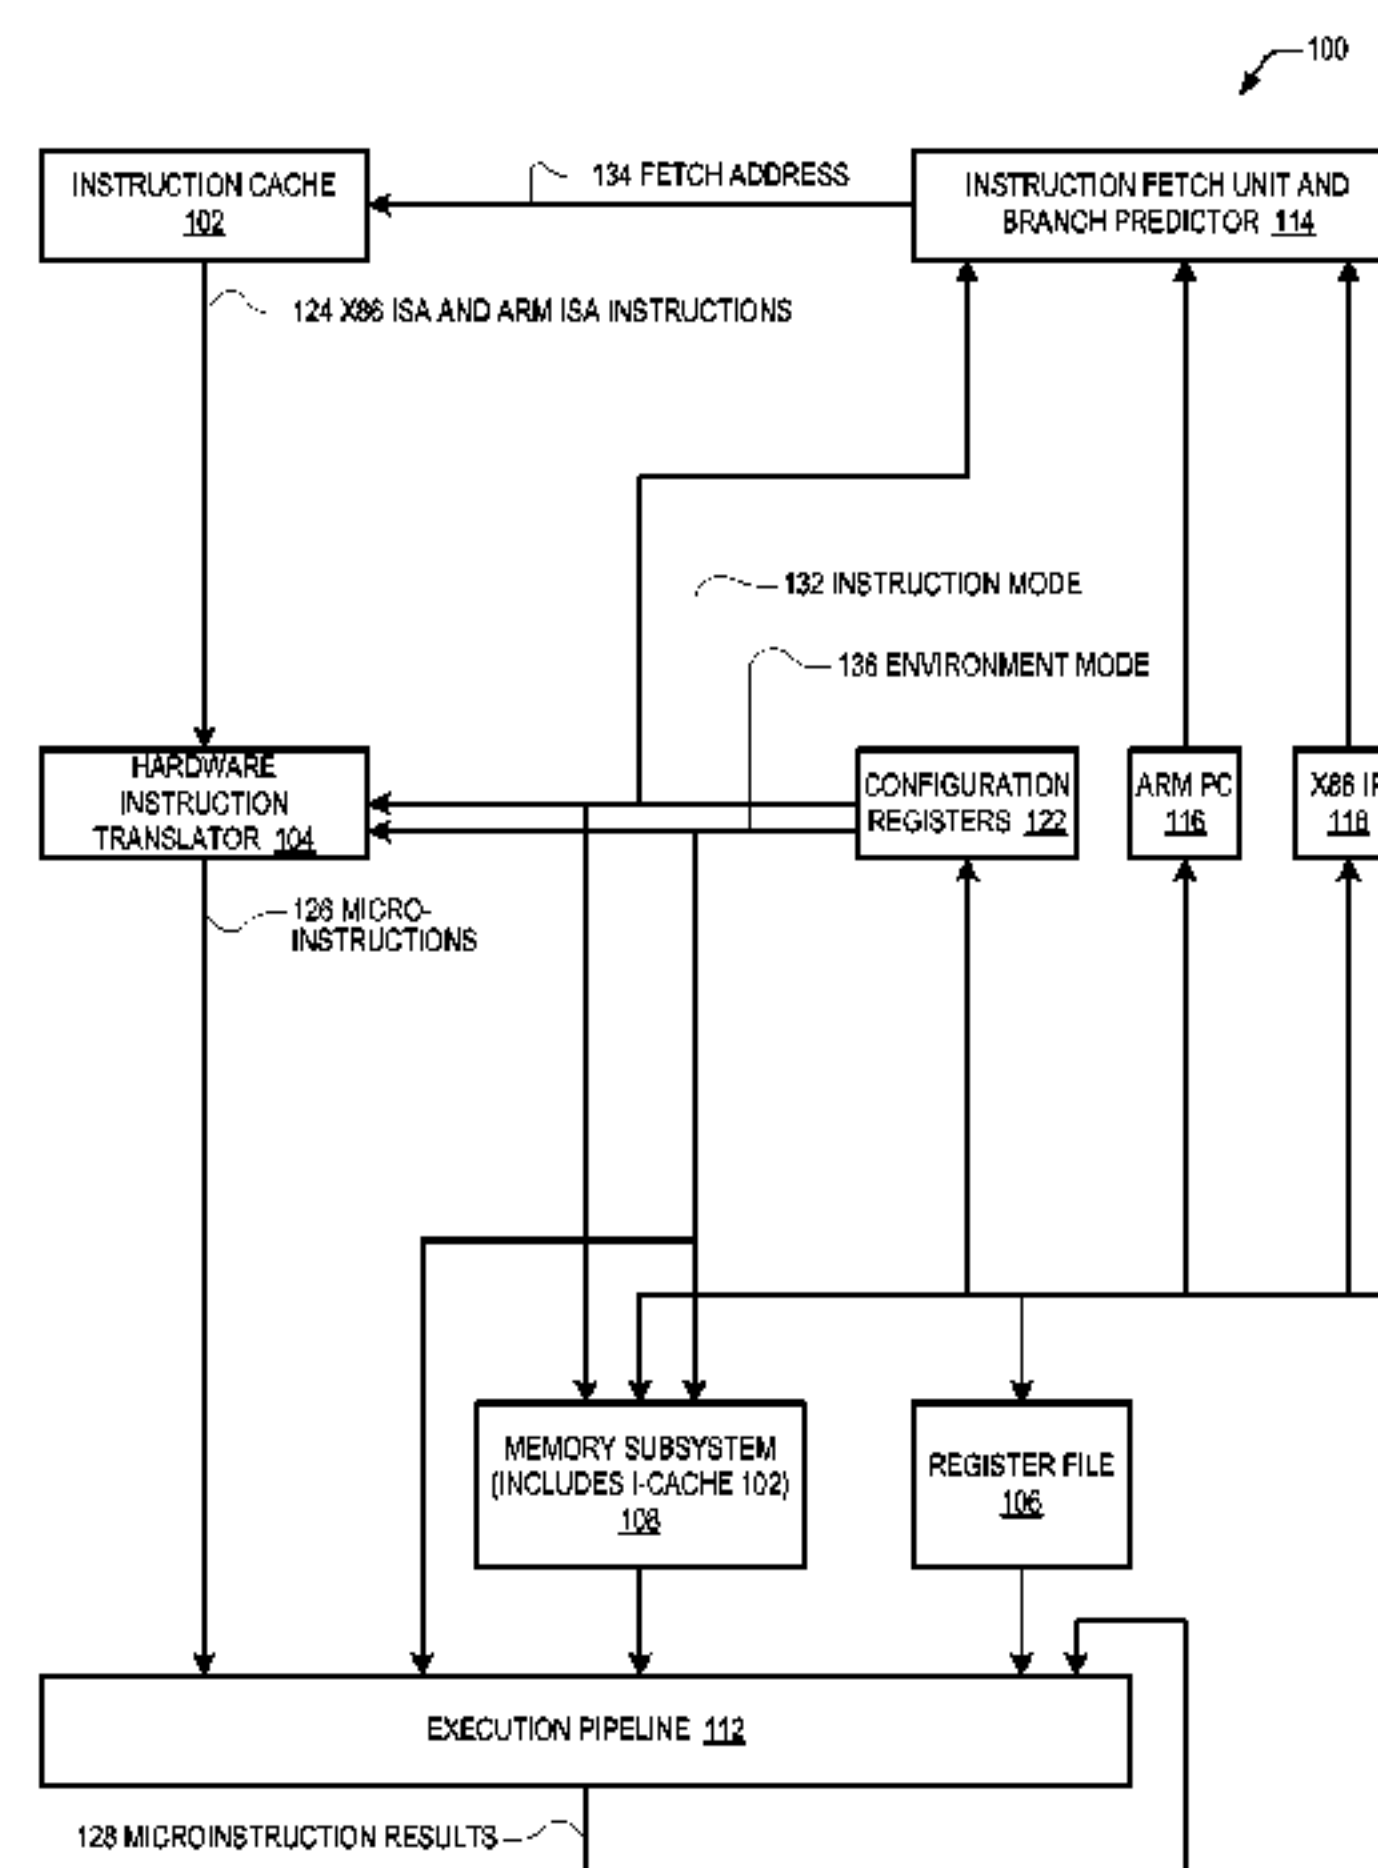 100
INSTRUCTION CACHE
102
134 FETCH ADDRESS
INSTRUCTION FETCH UNIT AND
BRANCH PREDICTOR 114
124 X86 ISA AND ARM ISA INSTRUCTIONS
132 INSTRUCTION MODE
136 ENVIRONMENT MODE
HARDWARE
INSTRUCTION
TRANSLATOR 104
CONFIGURATION
REGISTERS 122
ARM PC
116
X86 IP
118
126 MICRO-
INSTRUCTIONS
MEMORY SUBSYSTEM
(INCLUDES I-CACHE 102)
108
REGISTER FILE
106
EXECUTION PIPELINE 112
128 MICROINSTRUCTION RESULTS